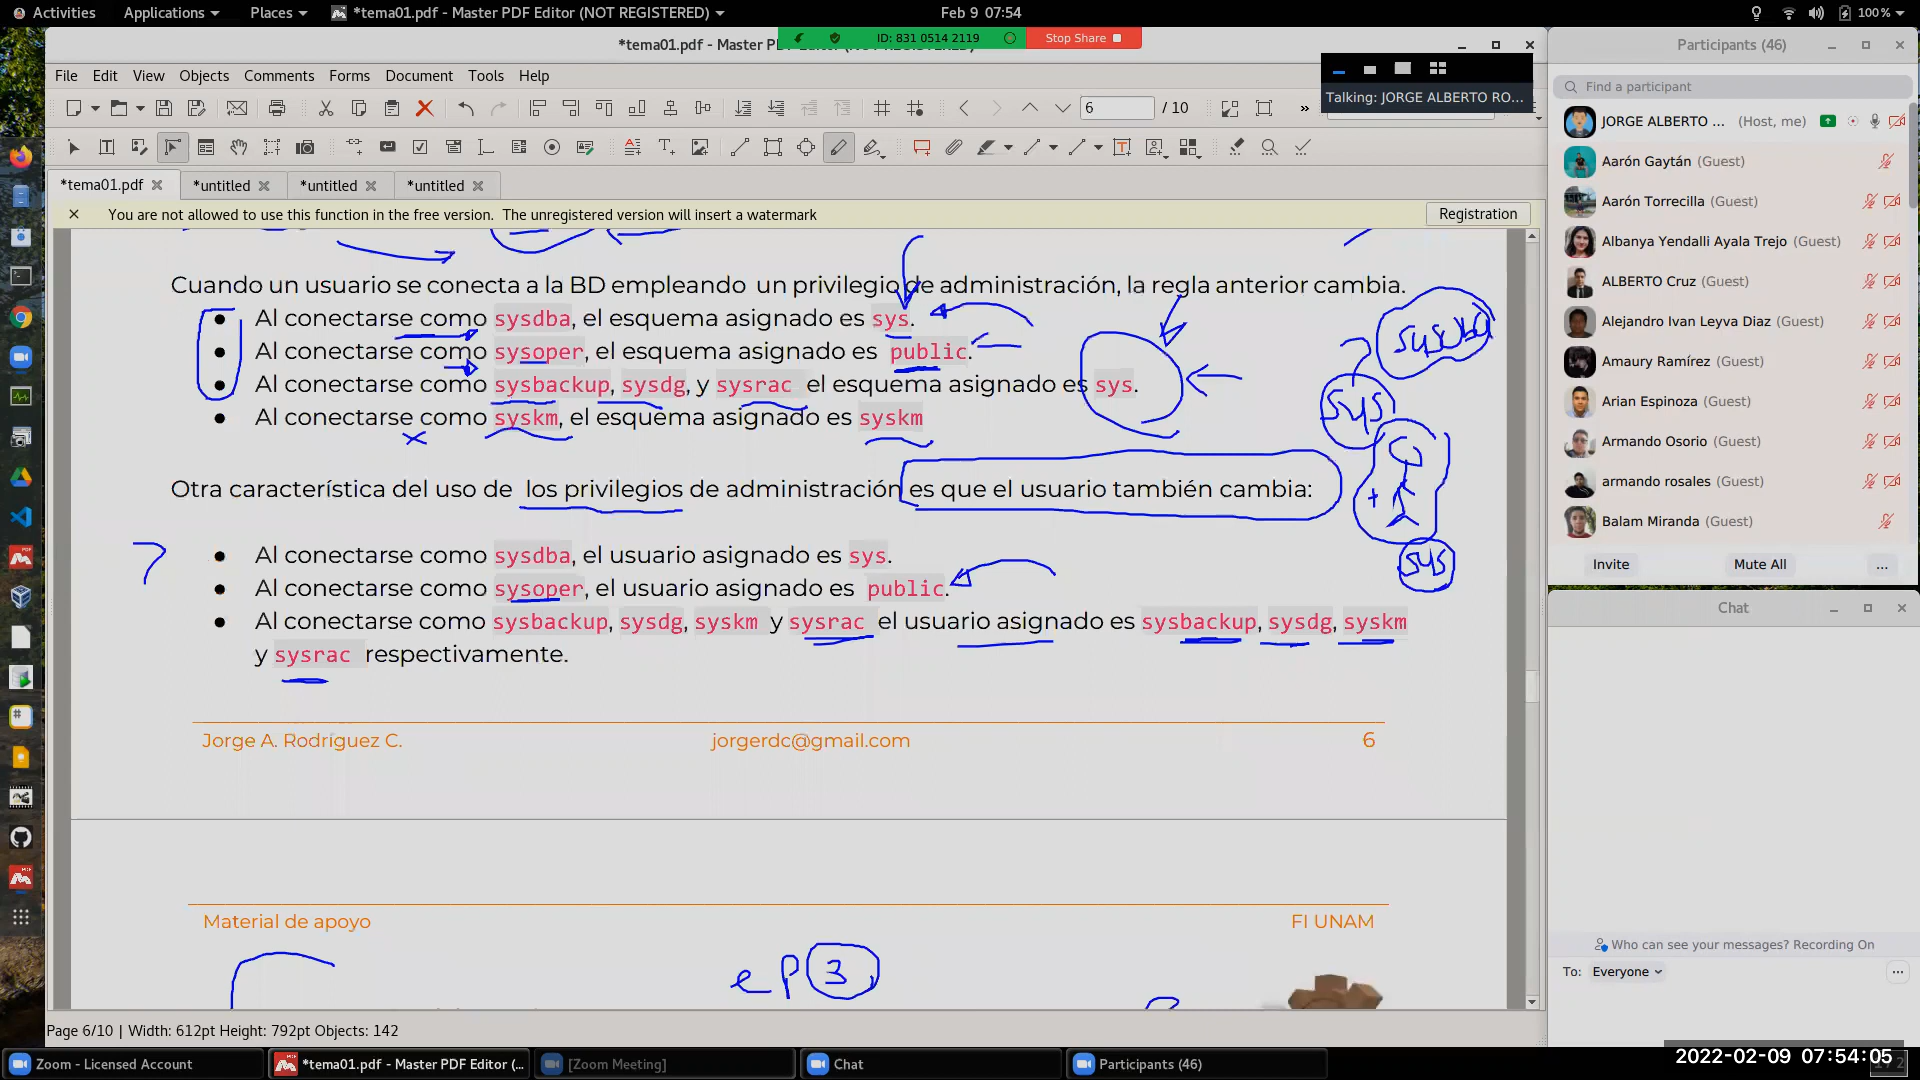 Activities Applications Places *tema01.pdf - Master PDF Editor (NOT REGISTERED) Feb 9 07:54 100%
*tema01.pdf - Master PD
ID: 831 0514 2119 Stop Share
Talking: JORGE ALBERTO RO...
File Edit View Objects Comments Forms Document Tools Help
6 / 10
*tema01.pdf *untitled *untitled *untitled
You are not allowed to use this function in the free version. The unregistered version will insert a watermark Registration
Cuando un usuario se conecta a la BD empleando un privilegio de administración, la regla anterior cambia.
● Al conectarse como sysdba, el esquema asignado es sys.
● Al conectarse como sysoper, el esquema asignado es public.
● Al conectarse como sysbackup, sysdg, y sysrac el esquema asignado es sys.
● Al conectarse como syskm, el esquema asignado es syskm
sys
sys
Otra característica del uso de los privilegios de administración es que el usuario también cambia:
● Al conectarse como sysdba, el usuario asignado es sys.
● Al conectarse como sysoper, el usuario asignado es public.
● Al conectarse como sysbackup, sysdg, syskm y sysrac el usuario asignado es sysbackup, sysdg, syskm
y sysrac respectivamente.
Jorge A. Rodríguez C. jorgerdc@gmail.com 6
Material de apoyo FI UNAM
ep 3
Page 6/10 | Width: 612pt Height: 792pt Objects: 142
Participants (46)
Find a participant
JORGE ALBERTO ... (Host, me)
Aarón Gaytán (Guest)
Aarón Torrecilla (Guest)
Albanya Yendalli Ayala Trejo (Guest)
ALBERTO Cruz (Guest)
Alejandro Ivan Leyva Diaz (Guest)
Amaury Ramírez (Guest)
Arian Espinoza (Guest)
Armando Osorio (Guest)
armando rosales (Guest)
Balam Miranda (Guest)
Invite Mute All ...
Chat
Who can see your messages? Recording On
To: Everyone
Zoom - Licensed Account *tema01.pdf - Master PDF Editor (... [Zoom Meeting] Chat Participants (46)
2022-02-09 07:54:05